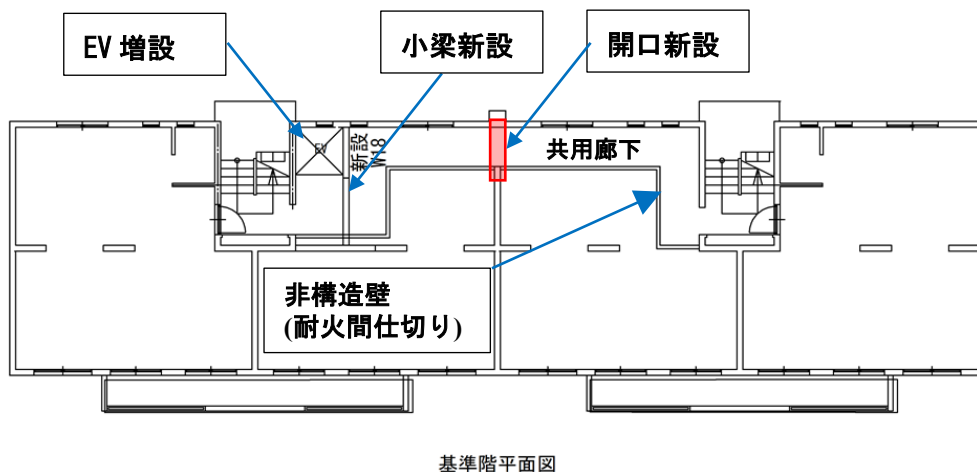 EV 増設
小梁新設
開口新設
EV
新設
W18
共用廊下
非構造壁
(耐火間仕切り)
基準階平面図